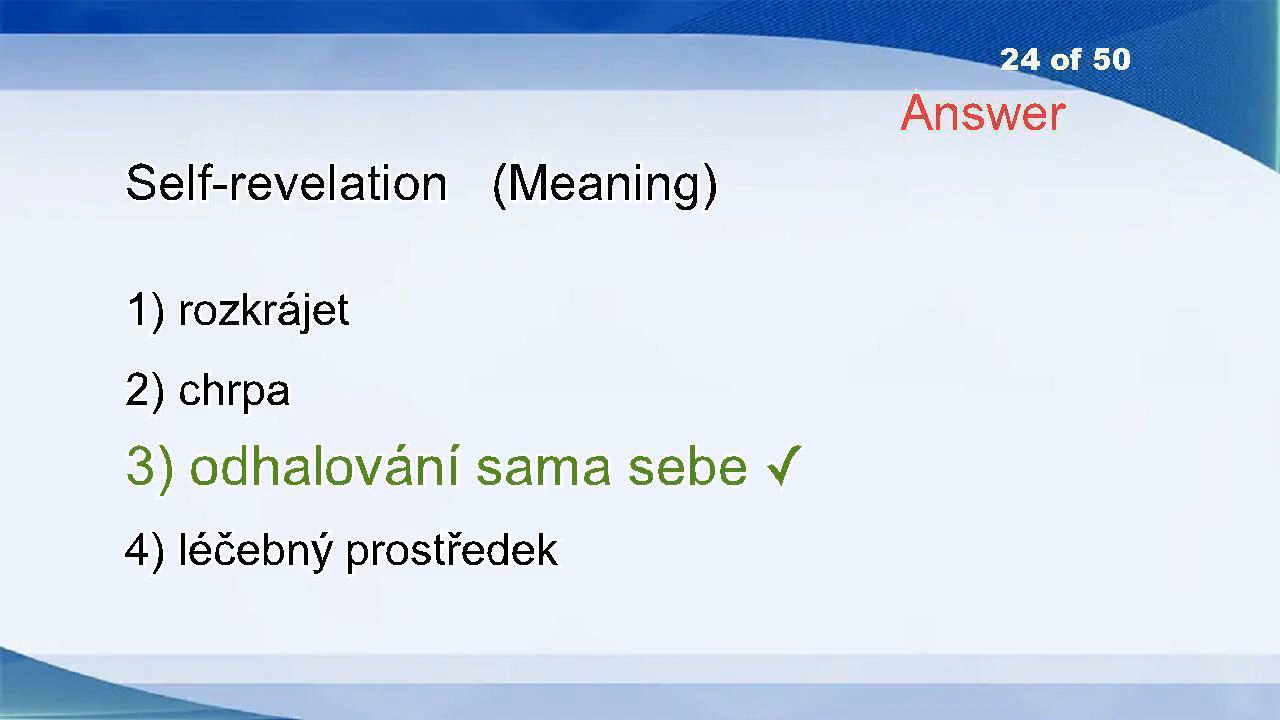 24 of 50
Answer
Self-revelation (Meaning)
1) rozkrájet
2) chrpa
3) odhalování sama sebe ✓
4) léčebný prostředek